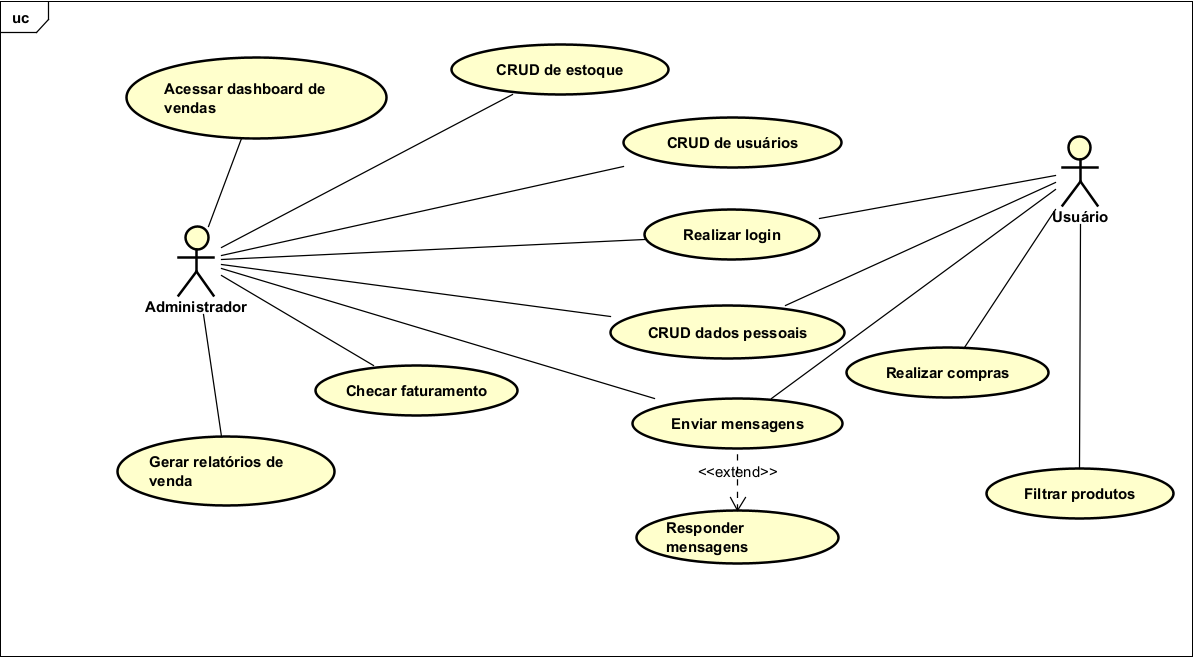 uc
CRUD de estoque
Acessar dashboard de
vendas
CRUD de usuários
Usuário
Realizar login
Administrador
CRUD dados pessoais
Realizar compras
Checar faturamento
Enviar mensagens
Gerar relatórios de
venda
<<extend>>
Filtrar produtos
Responder
mensagens